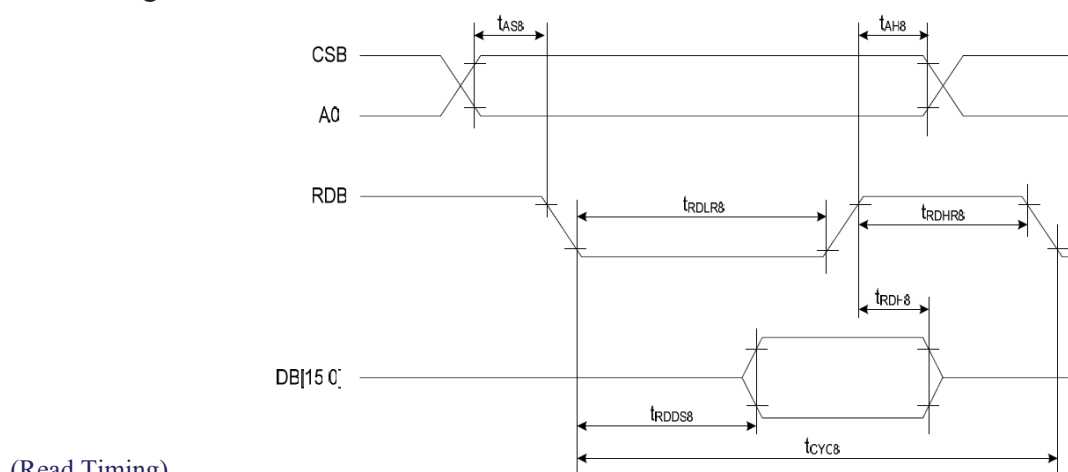 tAS8 tAH8
CSB
A0
RDB
tRDLR8 tRDHR8
tRDH8
DB[15 0]
tRDDS8
tCYC8
(Read Timing)